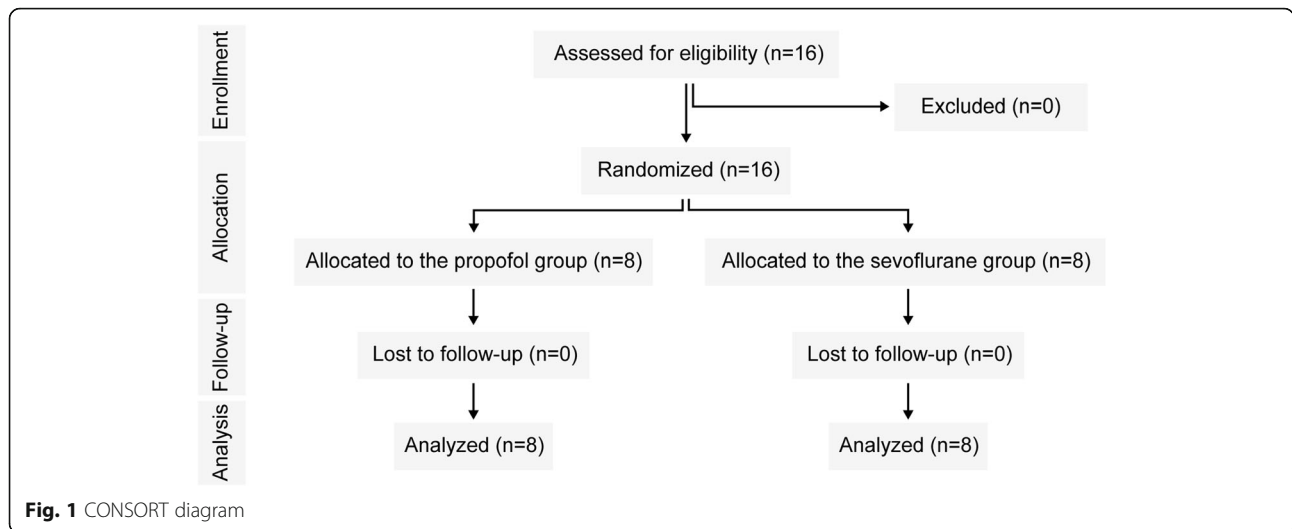 Enrollment
Assessed for eligibility (n=16)
Excluded (n=0)
Allocation
Randomized (n=16)
Allocated to the propofol group (n=8)
Allocated to the sevoflurane group (n=8)
Follow-up
Lost to follow-up (n=0)
Lost to follow-up (n=0)
Analysis
Analyzed (n=8)
Analyzed (n=8)
Fig. 1 CONSORT diagram